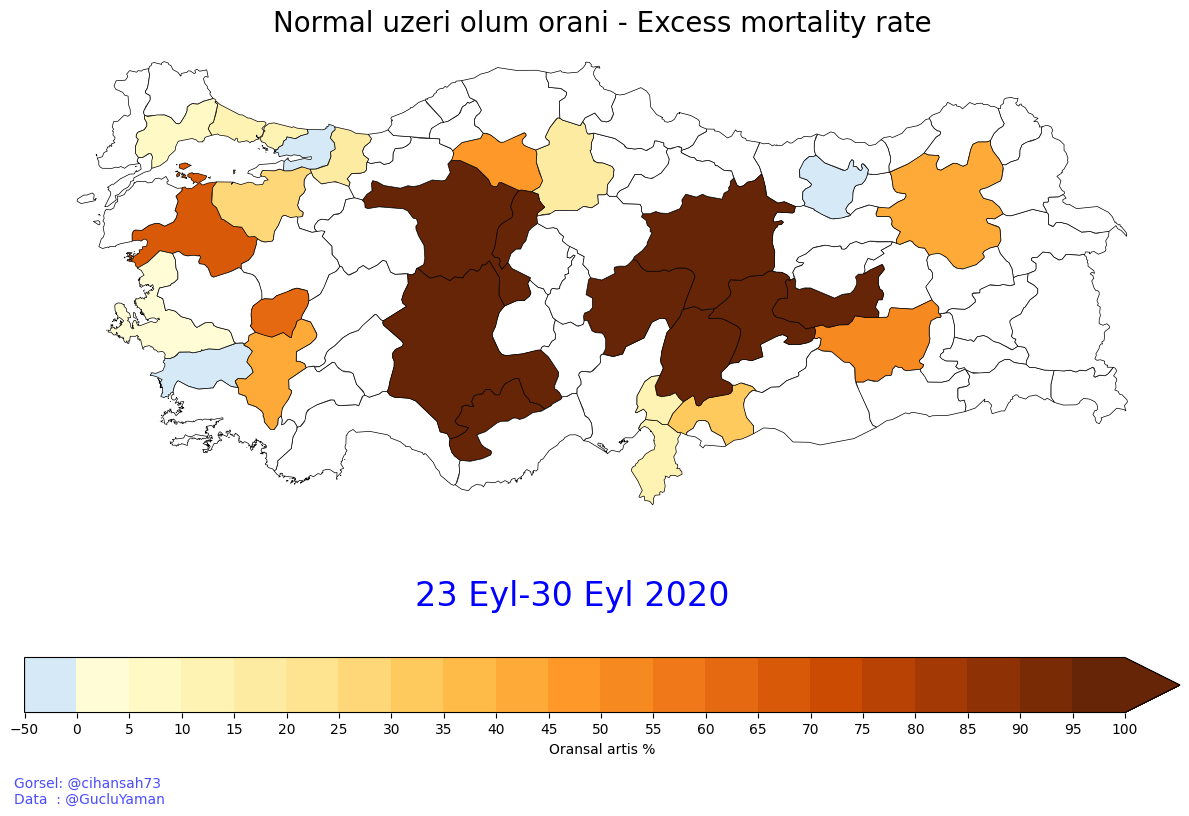 Normal uzeri olum orani - Excess mortality rate
23 Eyl-30 Eyl 2020
−50 0 5 10 15 20 25 30 35 40 45 50 55 60 65 70 75 80 85 90 95 100
Oransal artis %
Gorsel: @cihansah73
Data  : @GucluYaman